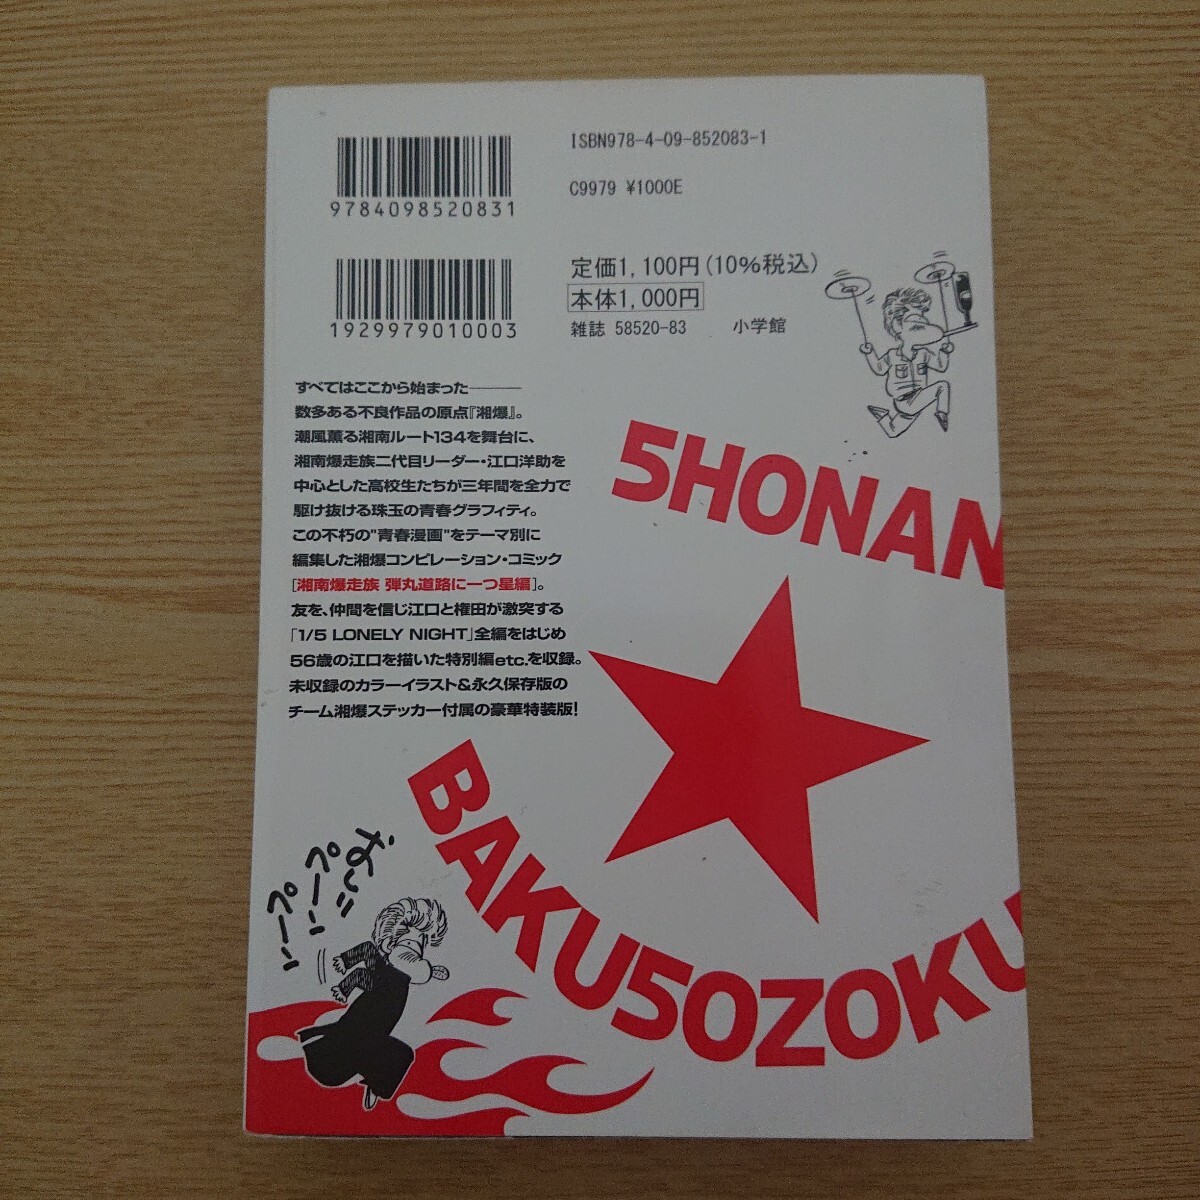 ISBN978-4-09-852083-1
9784098520831
C9979 ¥1000E
定価1,100円(10%税込)
本体1,000円
1929979010003
雑誌 58520-83 小学館
すべてはここから始まった───
数多ある不良作品の原点『湘爆』。
潮風薫る湘南ルート134を舞台に、
湘南爆走族二代目リーダー・江口洋助を
中心とした高校生たちが三年間を全力で
駆け抜ける珠玉の青春グラフィティ。
この不朽の"青春漫画"をテーマ別に
編集した湘爆コンピレーション・コミック
[湘南爆走族 弾丸道路に一つ星編]。
友を、仲間を信じ江口と権田が激突する
「1/5 LONELY NIGHT」全編をはじめ
56歳の江口を描いた特別編etc.を収録。
未収録のカラーイラスト&永久保存版の
チーム湘爆ステッカー付属の豪華特装版!
5HONAN
BAKU5OZOKU